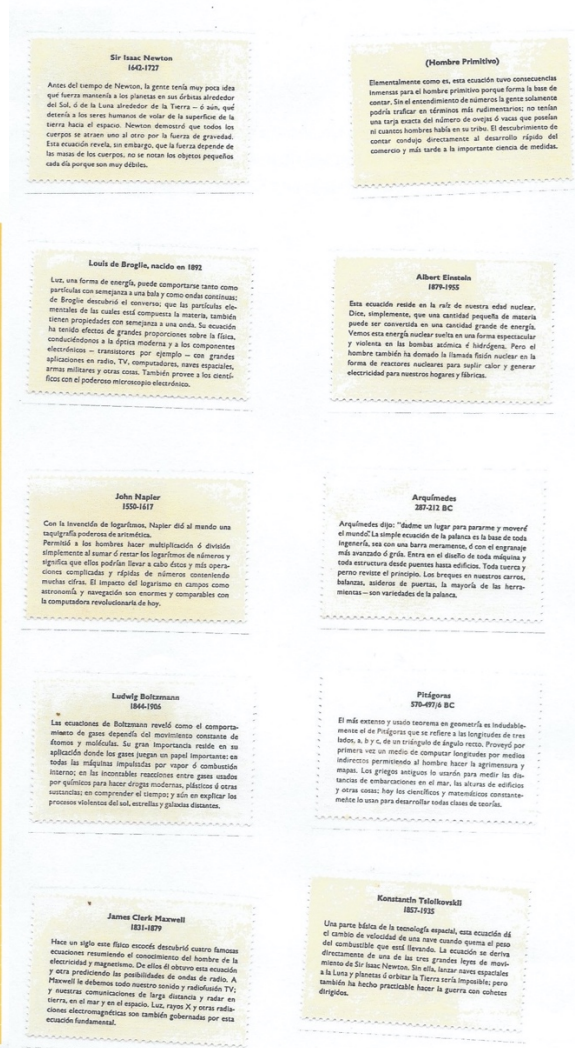 Sir Isaac Newton
1642-1727
Antes del tiempo de Newton, la gente tenía muy poca idea
qué fuerza mantenía a los planetas en sus órbitas alrededor
del Sol, ó de la Luna alrededor de la Tierra – ó aún, qué
detenía a los seres humanos de volar de la superficie de la
tierra hacia el espacio. Newton demostró que todos los
cuerpos se atraen uno al otro por la fuerza de gravedad.
Esta ecuación revela, sin embargo, que la fuerza depende de
las masas de los cuerpos, no se notan los objetos pequeños
cada día porque son muy débiles.
(Hombre Primitivo)
Elementalmente como es, esta ecuación tuvo consecuencias
inmensas para el hombre primitivo porque forma la base de
contar. Sin el entendimiento de números la gente solamente
podría traficar en términos más rudimentarios; no tenían
una tarja exacta del número de ovejas ó vacas que poseían
ni cuantos hombres había en su tribu. El descubrimiento de
contar condujo directamente al desarrollo rápido del
comercio y más tarde a la importante ciencia de medidas.
Louis de Broglie, nacido en 1892
Luz, una forma de energía, puede comportarse tanto como
partículas con semejanza a una bala y como ondas continuas;
de Broglie descubrió el converso; que las partículas ele-
mentales de las cuales está compuesta la materia, también
tienen propiedades con semejanza a una onda. Su ecuación
ha tenido efectos de grandes proporciones sobre la física,
conduciéndonos a la óptica moderna y a los componentes
electrónicos – transistores por ejemplo – con grandes
aplicaciones en radio, TV, computadores, naves espaciales,
armas militares y otras cosas. También provee a los cientí-
ficos con el poderoso microscopio electrónico.
Albert Einstein
1879-1955
Esta ecuación reside en la raíz de nuestra edad nuclear.
Dice, simplemente, que una cantidad pequeña de materia
puede ser convertida en una cantidad grande de energía.
Vemos esta energía nuclear suelta en una forma espectacular
y violenta en las bombas atómica é hidrógena. Pero el
hombre también ha domado la llamada fisión nuclear en la
forma de reactores nucleares para suplir calor y generar
electricidad para nuestros hogares y fábricas.
John Napier
1550-1617
Con la invención de logaritmos, Napier dió al mundo una
taquigrafía poderosa de aritmética.
Permitió a los hombres hacer multiplicación ó división
simplemente al sumar ó restar los logaritmos de números y
significa que ellos podrían llevar a cabo éstos y más opera-
ciones complicadas y rápidas de números conteniendo
muchas cifras. El impacto del logarismo en campos como
astronomía y navegación son enormes y comparables con
la computadora revolucionaria de hoy.
Arquímedes
287-212 BC
Arquímedes dijo: "dadme un lugar para pararme y moveré
el mundo". La simple ecuación de la palanca es la base de toda
ingenería, sea con una barra meramente, ó con el engranaje
más avanzado ó grúa. Entra en el diseño de toda máquina y
toda estructura desde puentes hasta edificios. Toda tuerca y
perno reviste el principio. Los breques en nuestros carros,
balanzas, asideros de puertas, la mayoría de las herra-
mientas – son variedades de la palanca.
Ludwig Boltzmann
1844-1906
Las ecuaciones de Boltzmann reveló como el comporta-
miento de gases dependía del movimiento constante de
átomos y moléculas. Su gran importancia reside en su
aplicación donde los gases juegan un papel importante; en
todas las máquinas impulsadas por vapor ó combustión
interno; en las incontables reacciones entre gases usados
por químicos para hacer drogas modernas, plásticos ú otras
sustancias; en comprender el tiempo; y aún en explicar los
procesos violentos del sol, estrellas y galaxias distantes.
Pitágoras
570-497/6 BC
El más extento y usado teorema en geometría es indudable-
mente el de Pitágoras que se refiere a las longitudes de tres
lados, a, b y c, de un triángulo de ángulo recto. Proveyó por
primera vez un medio de computar longitudes por medios
indirectos permitiendo al hombre hacer la agrimentura y
mapas. Los griegos antiguos lo usarón para medir las dis-
tancias de embarcaciones en el mar, las alturas de edificios
y otras cosas; hoy les científicos y matemáticos constante-
mente lo usan para desarrollar todas clases de teorías.
James Clerk Maxwell
1831-1879
Hace un siglo este físico escocés descubrió cuatro famosas
ecuaciones resumiendo el conocimiento del hombre de la
electricidad y magnetismo. De ellos él obtuvo esta ecuación
y otra prediciendo las posibilidades de ondas de radio. A
Maxwell le debemos todo nuestro sonido y radiofusión TV;
y nuestras comunicaciones de larga distancia y radar en
tierra, en el mar y en el espacio. Luz, rayos X y otras radia-
ciones electromagnéticas son también gobernadas por esta
ecuación fundamental.
Konstantin Tsiolkovskii
1857-1935
Una parte básica de la tecnología espacial, esta ecuación dá
el cambio de velocidad de una nave cuando quema el peso
del combustible que está llevando. La ecuación se deriva
directamente de una de las tres grandes leyes de movi-
miento de Sir Isaac Newton. Sin ella, lanzar naves espaciales
a la Luna y planetas ú orbitar la Tierra sería imposible; pero
también ha hecho practicable hacer la guerra con cohetes
dirigidos.